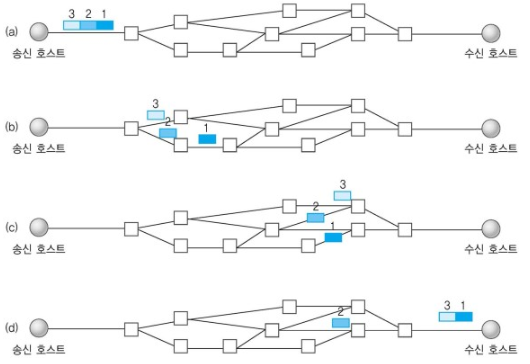 3 2 1
(a)
송신 호스트 수신 호스트
3
(b) 2 1
송신 호스트 수신 호스트
3
2
(c) 1
송신 호스트 수신 호스트
2 3 1
(d)
송신 호스트 수신 호스트